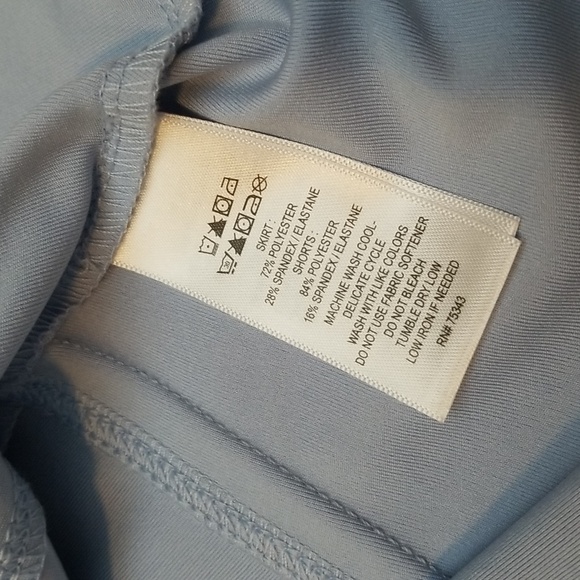 SKIRT :
72% POLYESTER
28% SPANDEX / ELASTANE
SHORTS :
84% POLYESTER
16% SPANDEX / ELASTANE
MACHINE WASH COOL-
DELICATE CYCLE
WASH WITH LIKE COLORS
DO NOT USE FABRIC SOFTENER
DO NOT BLEACH
TUMBLE DRY LOW
LOW IRON IF NEEDED
RN# 75343